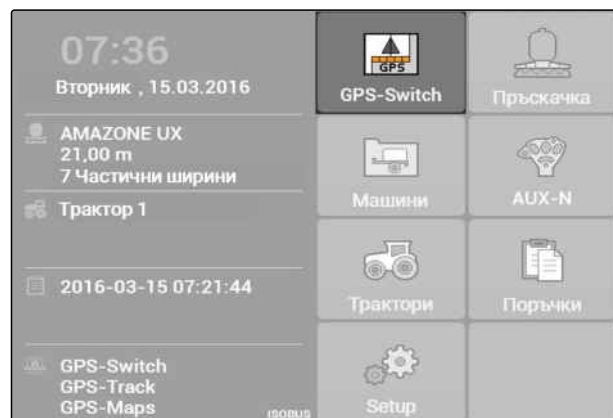 07:36
Вторник , 15.03.2016
AMAZONE UX
21,00 m
7 Частични ширини
Трактор 1
2016-03-15 07:21:44
GPS-Switch
GPS-Track
GPS-Maps
ISOBUS
GPS
GPS-Switch
Пръскачка
Машини
AUX-N
Трактори
Поръчки
Setup